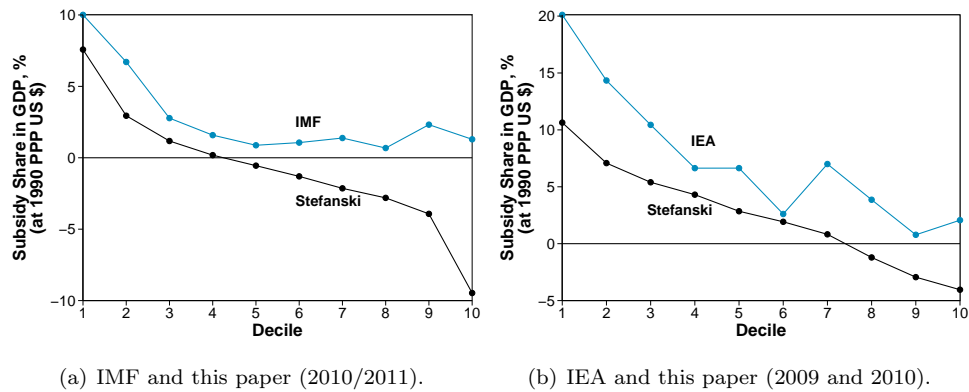 Subsidy Share in GDP, %
(at 1990 PPP US $)
10
5
0
−5
−10
IMF
Stefanski
1 2 3 4 5 6 7 8 9 10
Decile
(a) IMF and this paper (2010/2011).
Subsidy Share in GDP, %
(at 1990 PPP US $)
20
15
10
5
0
−5
IEA
Stefanski
1 2 3 4 5 6 7 8 9 10
Decile
(b) IEA and this paper (2009 and 2010).